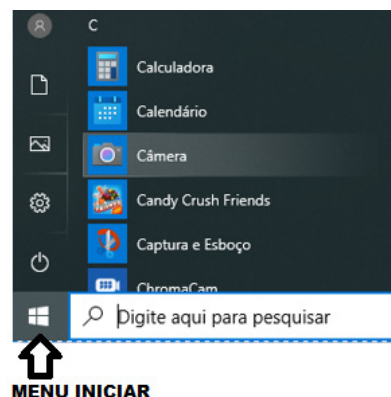 C
Calculadora
Calendário
Câmera
Candy Crush Friends
Captura e Esboço
ChromaCam
Digite aqui para pesquisar
MENU INICIAR